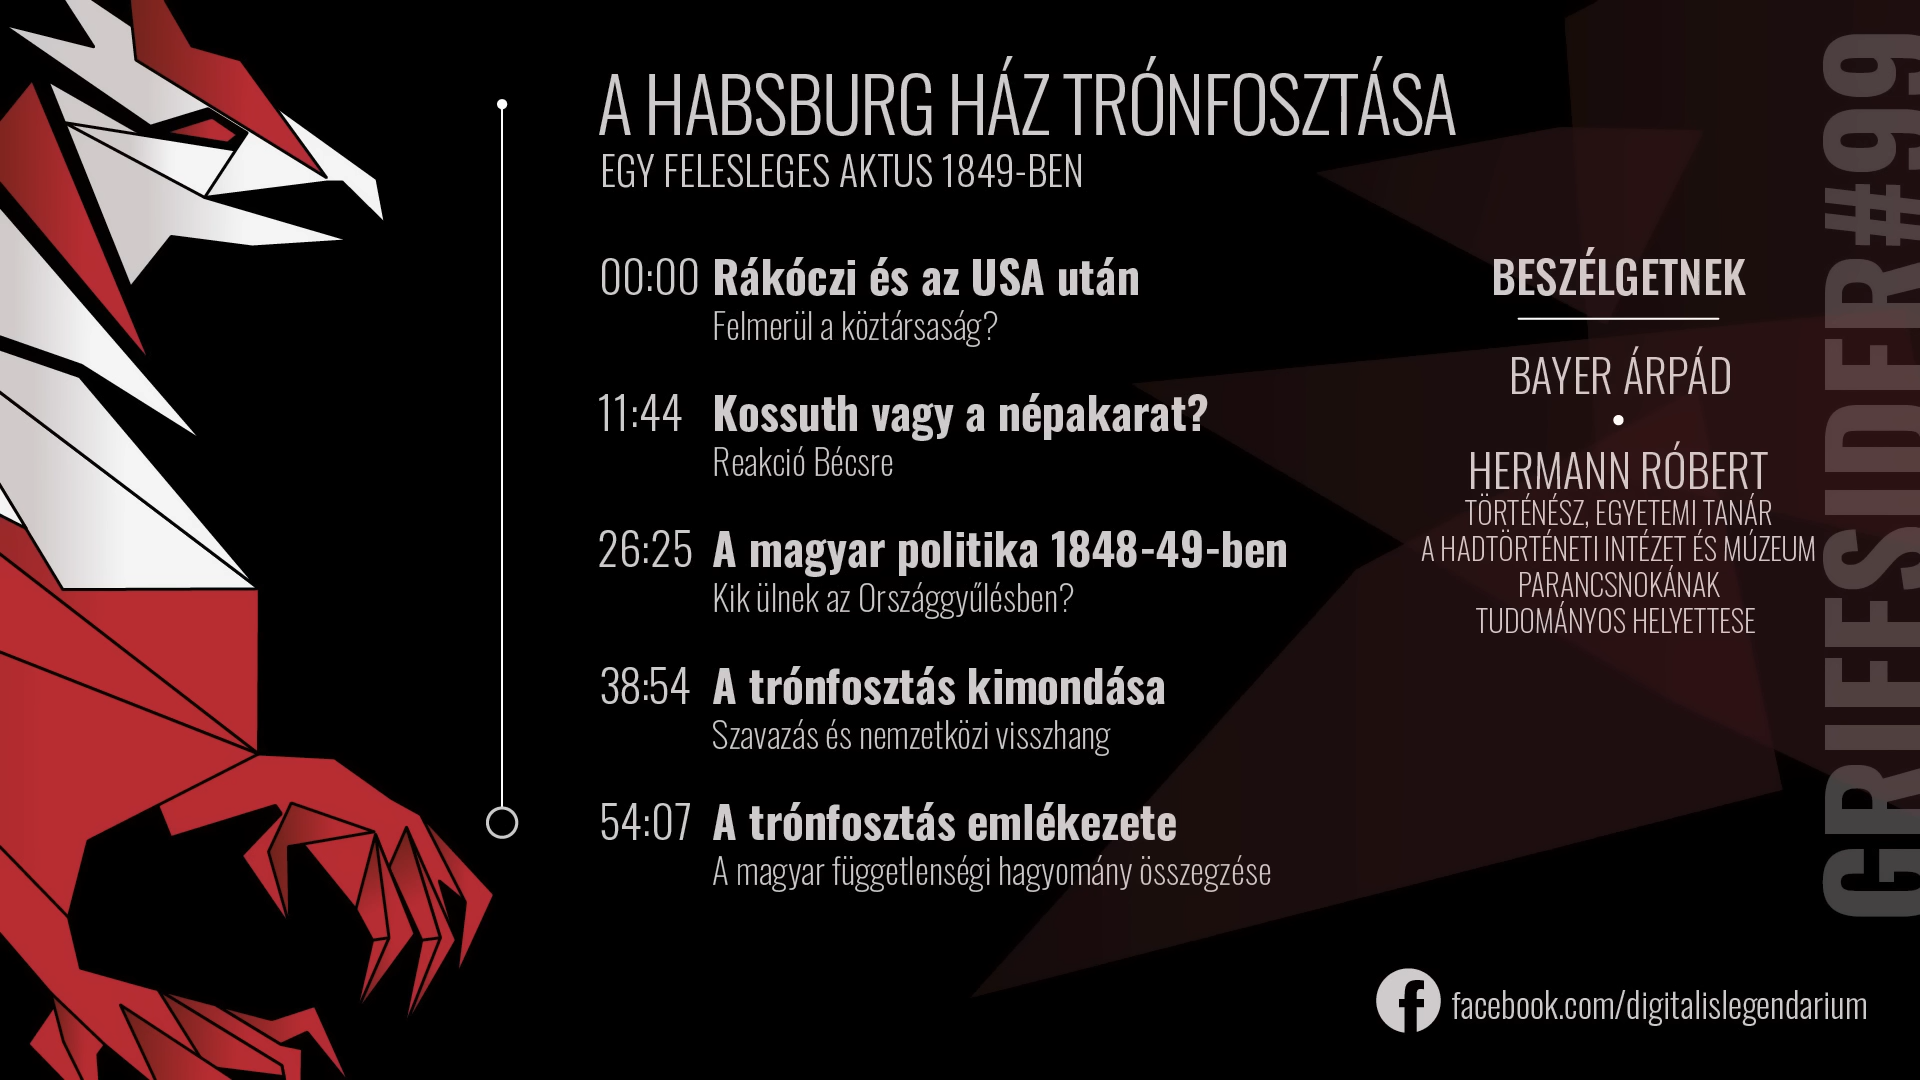 A HABSBURG HÁZ TRÓNFOSZTÁSA
EGY FELESLEGES AKTUS 1849-BEN
00:00 Rákóczi és az USA után
Felmerül a köztársaság?
11:44 Kossuth vagy a népakarat?
Reakció Bécsre
26:25 A magyar politika 1848-49-ben
Kik ülnek az Országgyűlésben?
38:54 A trónfosztás kimondása
Szavazás és nemzetközi visszhang
54:07 A trónfosztás emlékezete
A magyar függetlenségi hagyomány összegzése
BESZÉLGETNEK
BAYER ÁRPÁD
HERMANN RÓBERT
TÖRTÉNÉSZ, EGYETEMI TANÁR
A HADTÖRTÉNETI INTÉZET ÉS MÚZEUM
PARANCSNOKÁNAK
TUDOMÁNYOS HELYETTESE
GRIFFSIDER#99
facebook.com/digitalislegendarium